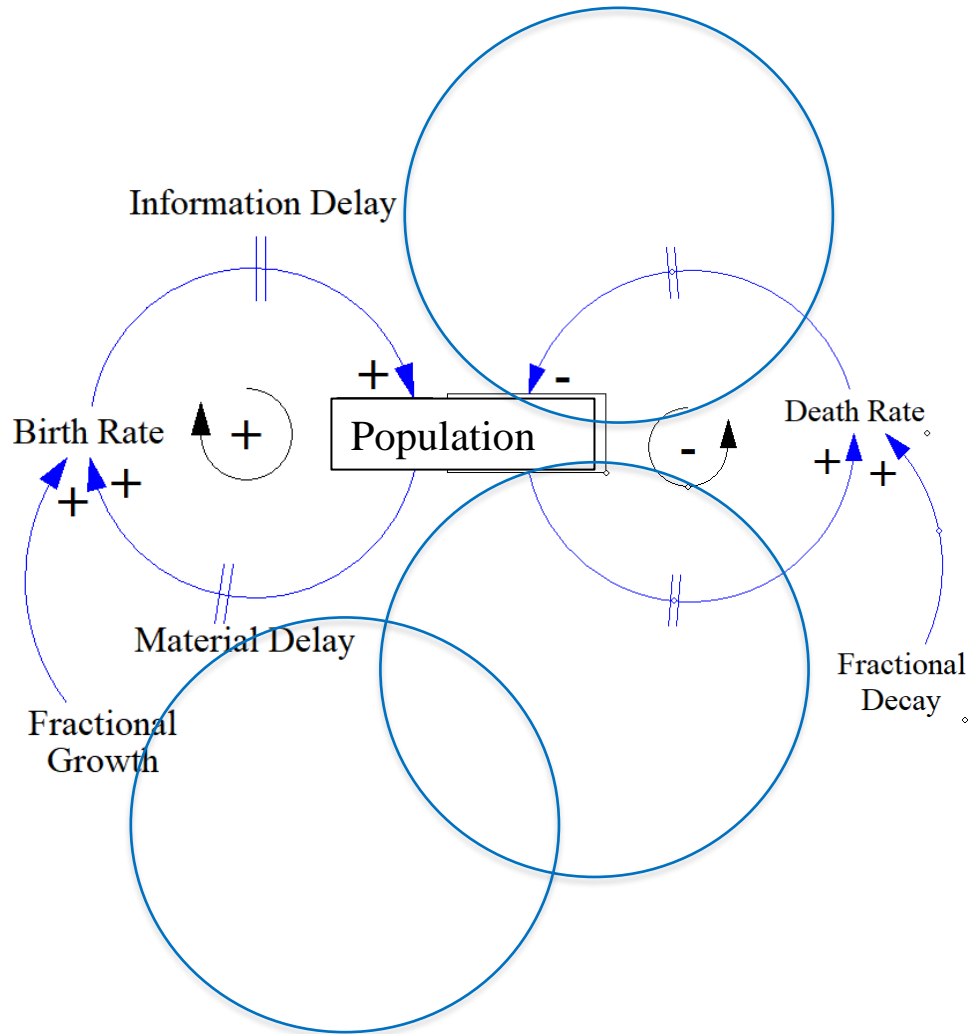 Information Delay
+
-
Birth Rate
+
Population
-
Death Rate
+
+
+
+
Material Delay
Fractional
Growth
Fractional
Decay